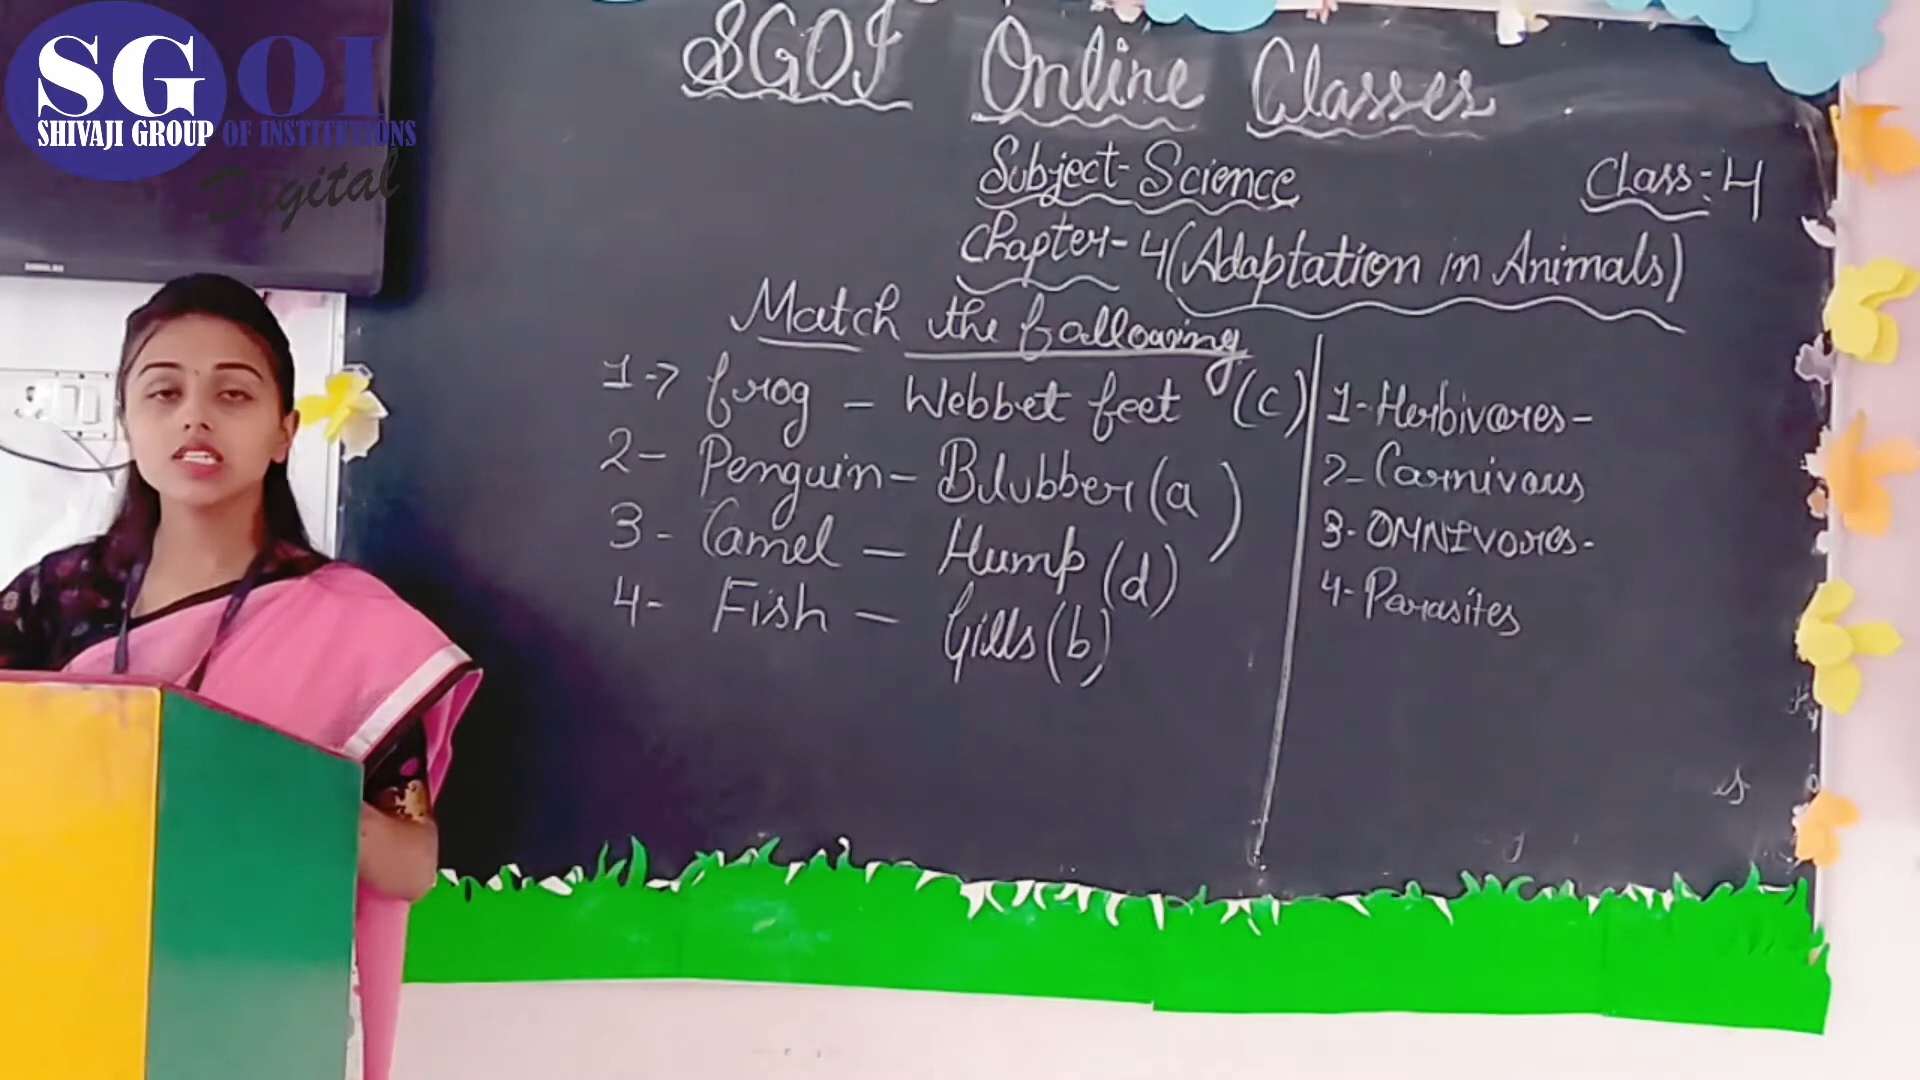 SGOI
SHIVAJI GROUP OF INSTITUTIONS
Digital
SGOI Online Classes
Subject- Science
Class:- 4
Chapter- 4 (Adaptation in Animals)
Match the following
1-> frog - Webbet feet (c)
2- Penguin - Blubber (a)
3- Camel - Hump (d)
4- Fish - Gills (b)
1- Herbivores -
2- Carnivous
3- OMNIVores -
4- Parasites